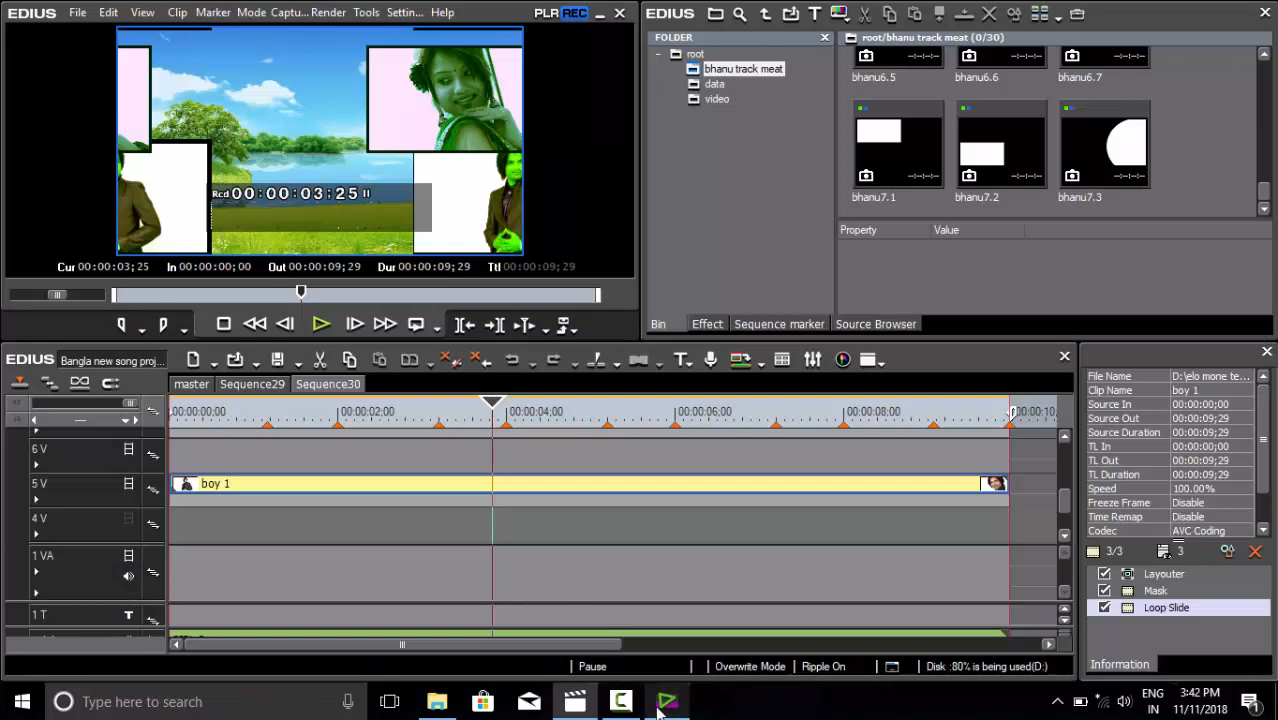 File Edit View Clip Marker Mode Captu... Render Tools Settin... Help PLR REC
Rcd 00:00:03;25
Cur 00:00:03;25 In 00:00:00;00 Out 00:00:09;29 Dur 00:00:09;29 Ttl 00:00:09;29
EDIUS
FOLDER
root
bhanu track meat
data
video
root/bhanu track meat (0/30)
bhanu6.5 bhanu6.6 bhanu6.7
bhanu7.1 bhanu7.2 bhanu7.3
Property Value
Bin Effect Sequence marker Source Browser
EDIUS Bangla new song proj...
master Sequence29 Sequence30
00:00:00;00 00:00:02;00 00:00:04;00 00:00:06;00 00:00:08;00 00:00:10,
6 V
5 V boy 1
4 V
1 VA
1 T T
File Name D:\elo mone te...
Clip Name boy 1
Source In 00:00:00;00
Source Out 00:00:09;29
Source Duration 00:00:09;29
TL In 00:00:00;00
TL Out 00:00:09;29
TL Duration 00:00:09;29
Speed 100.00%
Freeze Frame Disable
Time Remap Disable
Codec AVC Coding
3/3 3
Layouter
Mask
Loop Slide
Information
Pause Overwrite Mode Ripple On Disk :80% is being used(D:)
Type here to search
ENG
IN
3:42 PM
11/11/2018
1